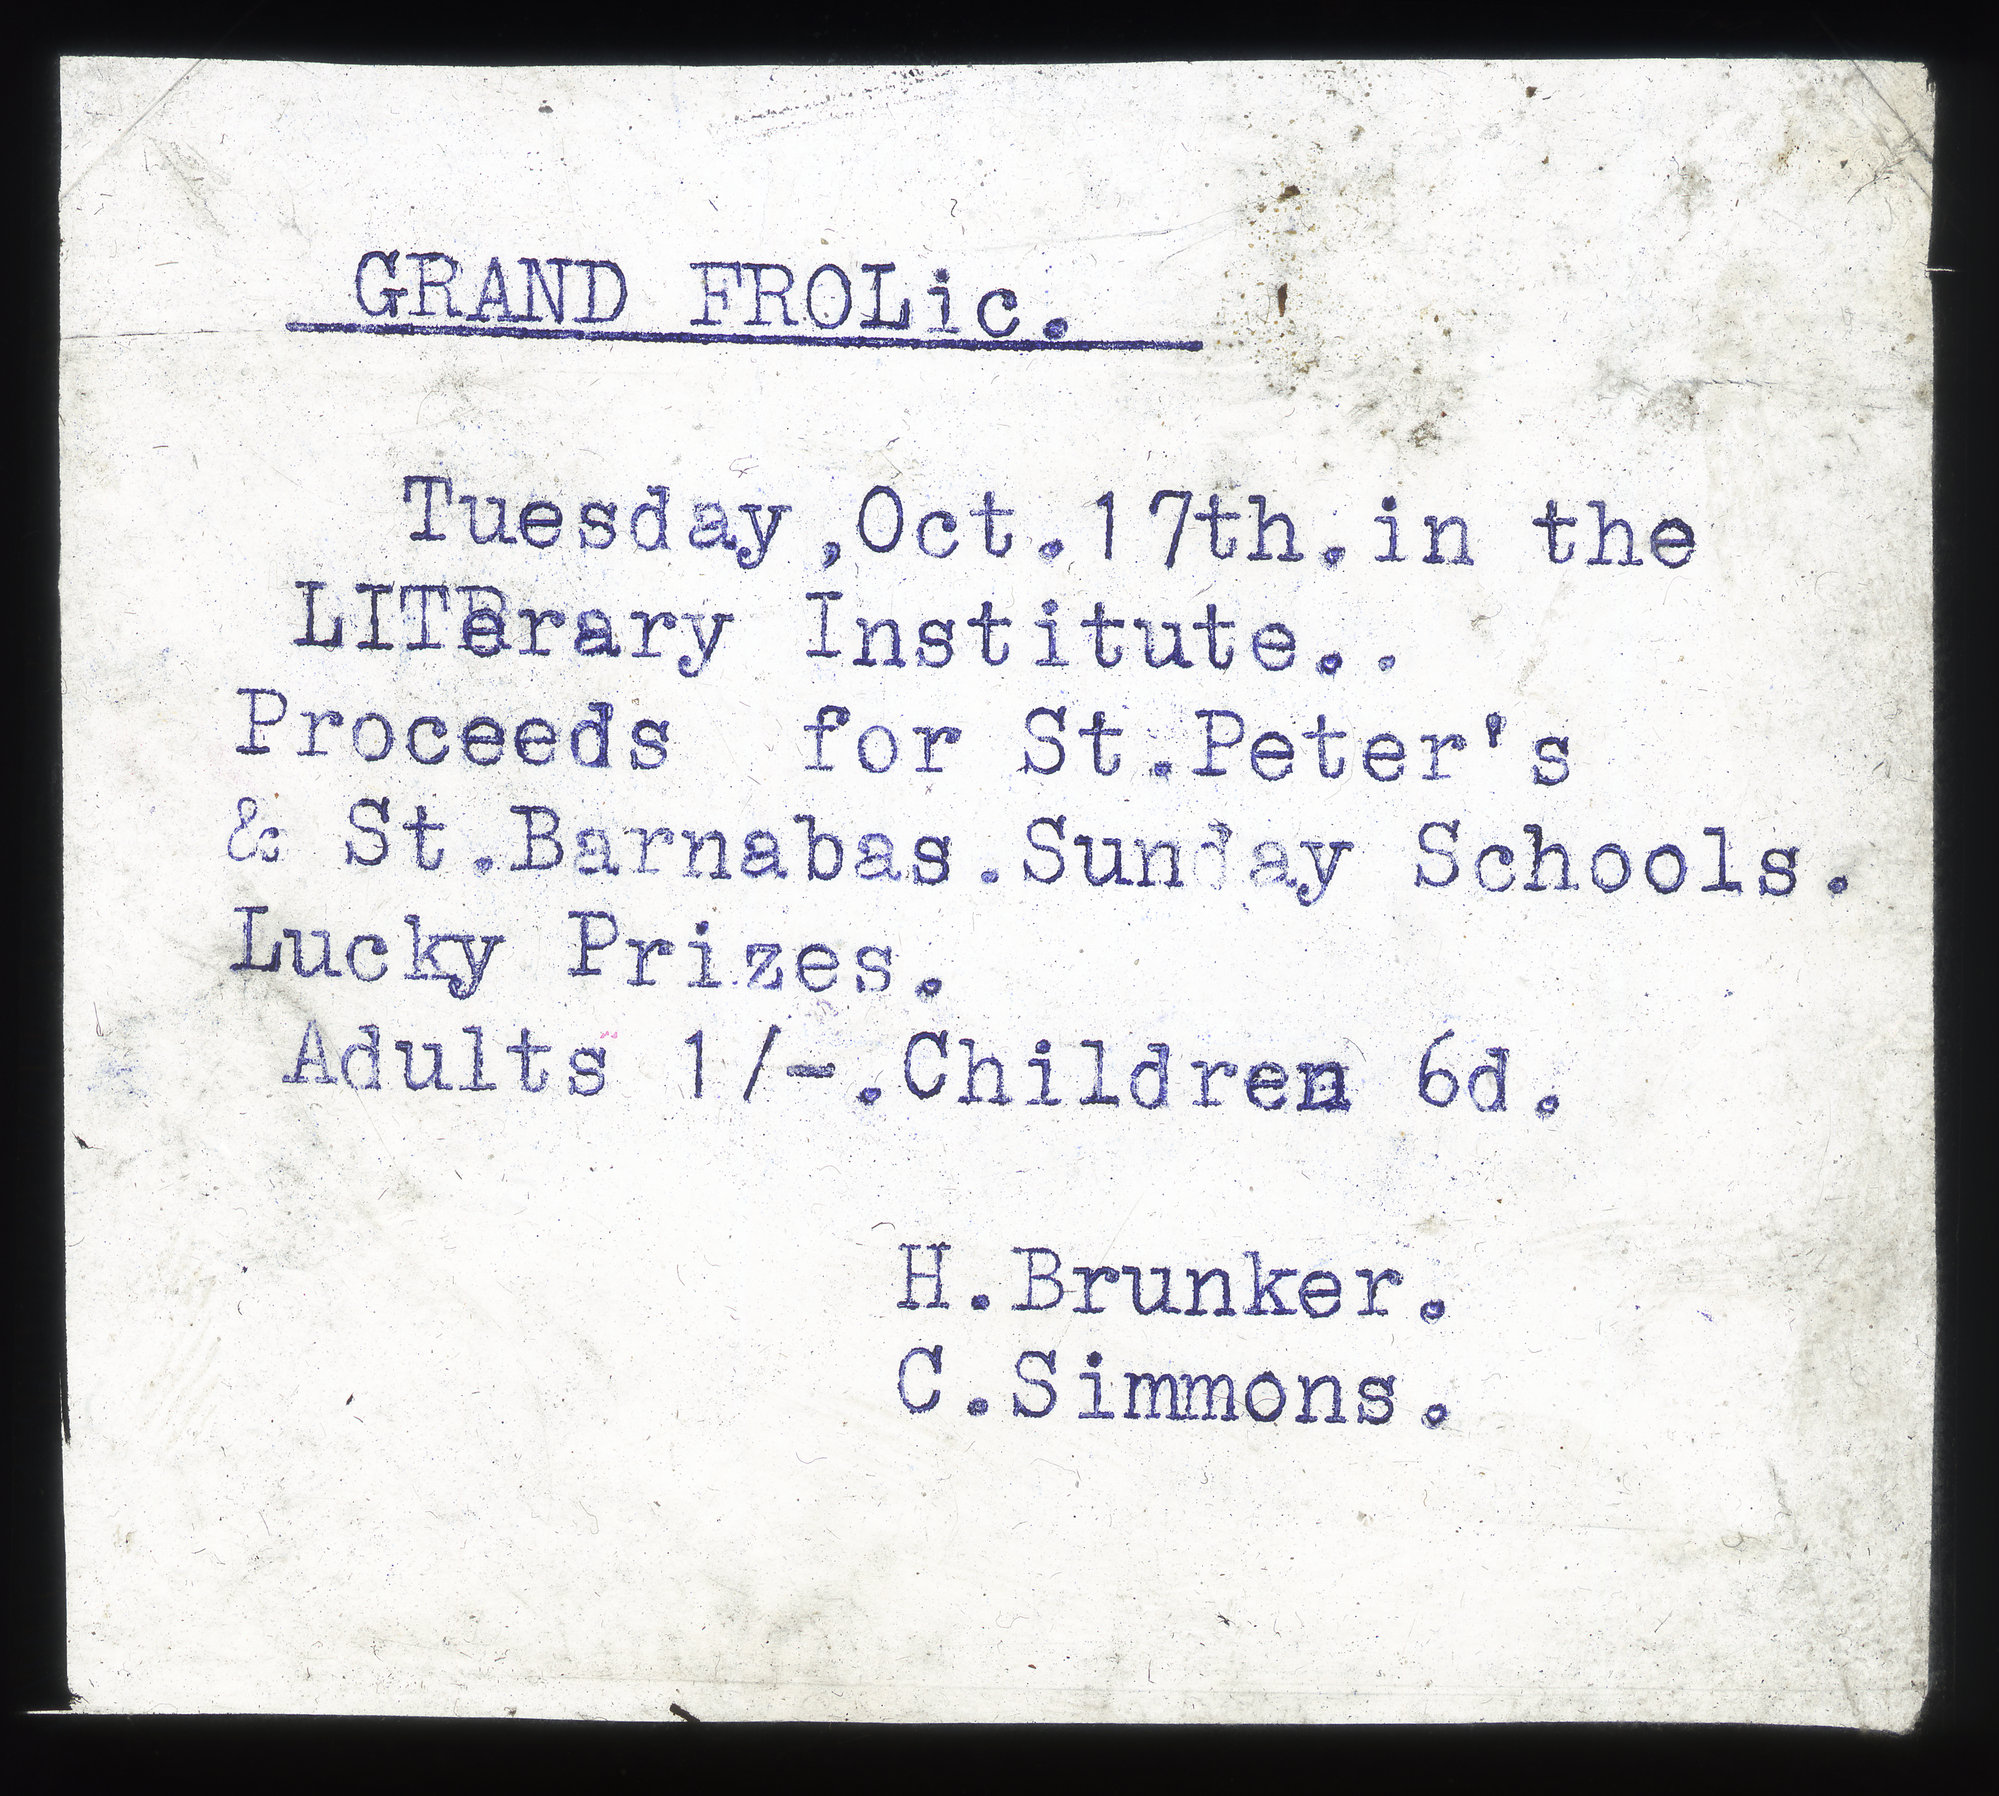 GRAND FROLic.
Tuesday ,Oct.17th.in the
LITerary Institute..
Proceeds for St.Peter's
& St.Barnabas.Sunday Schools.
Lucky Prizes.
Adults 1/-.Children 6d.
H.Brunker.
C.Simmons.